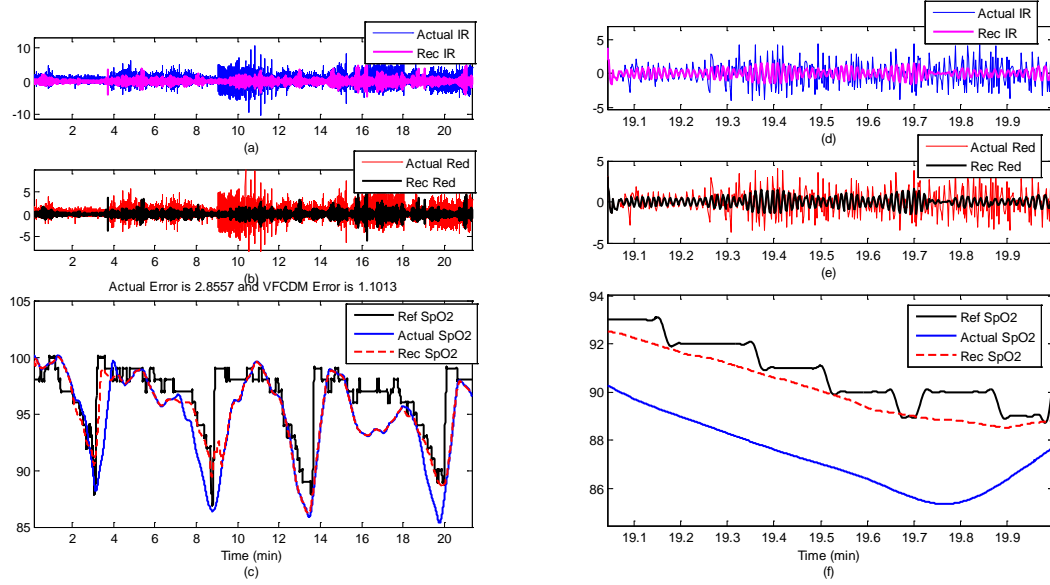 Actual IR
Rec IR
10
0
-10
2 4 6 8 10 12 14 16 18 20
(a)
Actual Red
Rec Red
5
0
-5
2 4 6 8 10 12 14 16 18 20
(b)
Actual Error is 2.8557 and VFCDM Error is 1.1013
105
100
95
90
85
Ref SpO2
Actual SpO2
Rec SpO2
2 4 6 8 10 12 14 16 18 20
Time (min)
(c)
Actual IR
Rec IR
5
0
-5
19.1 19.2 19.3 19.4 19.5 19.6 19.7 19.8 19.9
(d)
Actual Red
Rec Red
5
0
-5
19.1 19.2 19.3 19.4 19.5 19.6 19.7 19.8 19.9
(e)
94
92
90
88
86
Ref SpO2
Actual SpO2
Rec SpO2
19.1 19.2 19.3 19.4 19.5 19.6 19.7 19.8 19.9
Time (min)
(f)